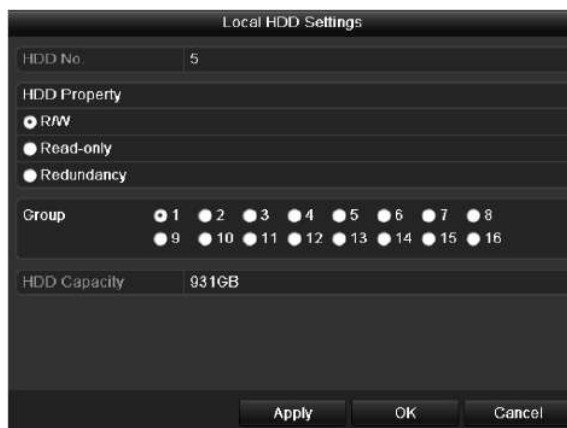 Local HDD Settings
HDD No. 5
HDD Property
R/W
Read-only
Redundancy
Group 1 2 3 4 5 6 7 8
9 10 11 12 13 14 15 16
HDD Capacity 931GB
Apply OK Cancel